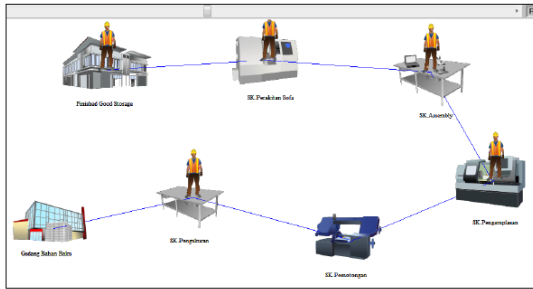 Finished Good Storage
SK.Perakitan Sofa
SK.Assembly
SK.Pengamplasan
Gudang Bahan Baku
SK.Pengukuran
SK.Pemotongan